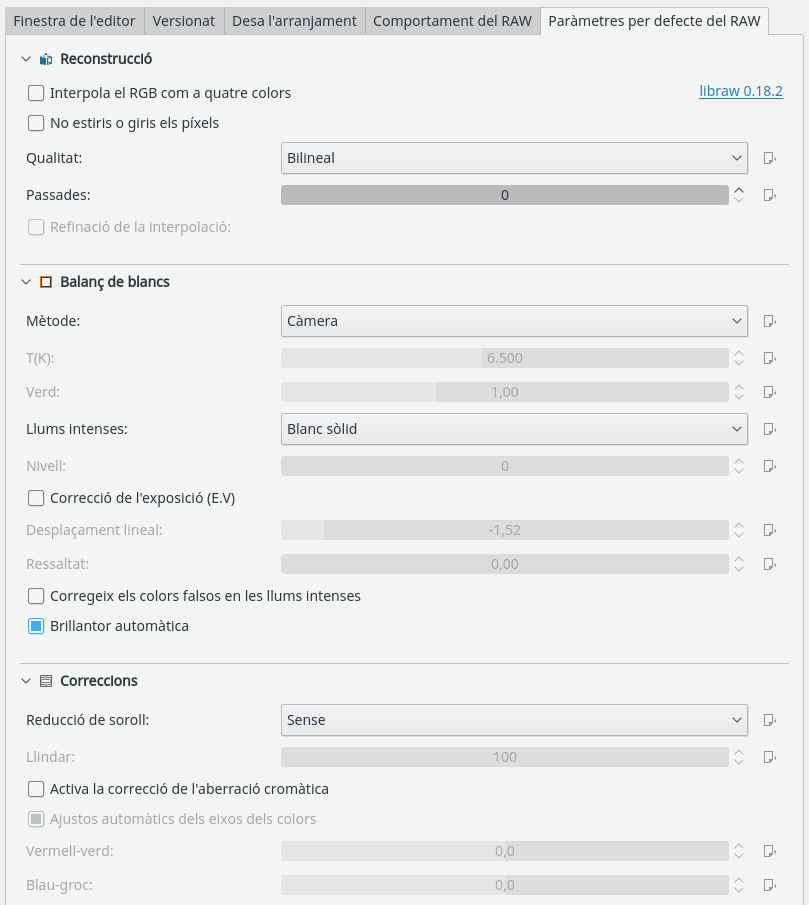 Finestra de l'editor Versionat Desa l'arranjament Comportament del RAW Paràmetres per defecte del RAW
Reconstrucció
Interpola el RGB com a quatre colors libraw 0.18.2
No estiris o giris els píxels
Qualitat: Bilineal
Passades: 0
Refinació de la interpolació:
Balanç de blancs
Mètode: Càmera
T(K): 6.500
Verd: 1,00
Llums intenses: Blanc sòlid
Nivell: 0
Correcció de l'exposició (E.V)
Desplaçament lineal: -1,52
Ressaltat: 0,00
Corregeix els colors falsos en les llums intenses
Brillantor automàtica
Correccions
Reducció de soroll: Sense
Llindar: 100
Activa la correcció de l'aberració cromàtica
Ajustos automàtics dels eixos dels colors
Vermell-verd: 0,0
Blau-groc: 0,0